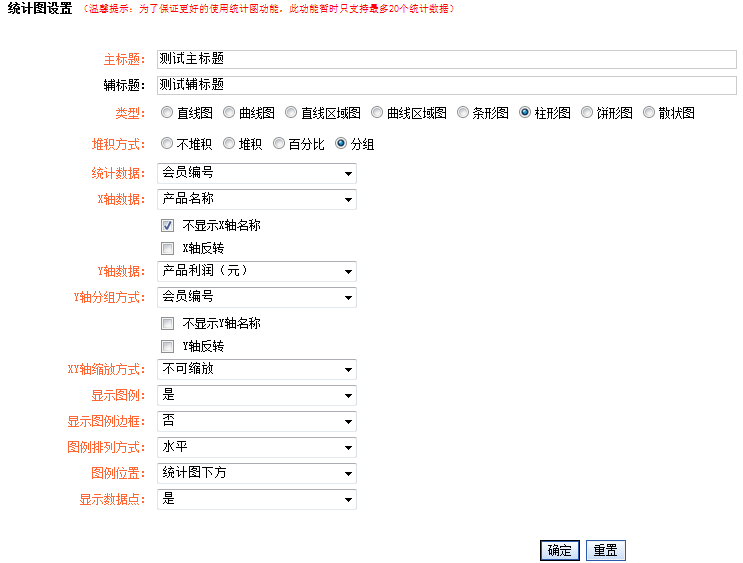 统计图设置 （温馨提示：为了保证更好的使用统计图功能，此功能暂时只支持最多20个统计数据）
主标题： 测试主标题
辅标题： 测试辅标题
类型： 直线图 曲线图 直线区域图 曲线区域图 条形图 柱形图 饼形图 散状图
堆积方式： 不堆积 堆积 百分比 分组
统计数据： 会员编号
X轴数据： 产品名称
不显示X轴名称
X轴反转
Y轴数据： 产品利润（元）
Y轴分组方式： 会员编号
不显示Y轴名称
Y轴反转
XY轴缩放方式： 不可缩放
显示图例： 是
显示图例边框： 否
图例排列方式： 水平
图例位置： 统计图下方
显示数据点： 是
确定 重置